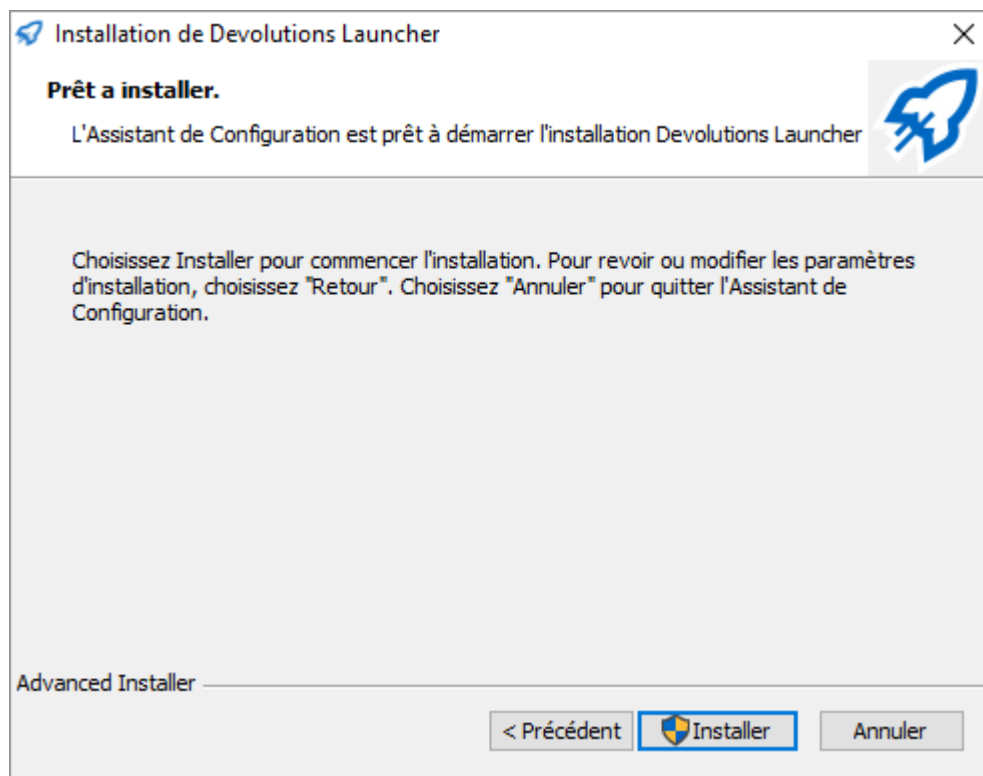 Installation de Devolutions Launcher
Prêt a installer.
L'Assistant de Configuration est prêt à démarrer l'installation Devolutions Launcher
Choisissez Installer pour commencer l'installation. Pour revoir ou modifier les paramètres
d'installation, choisissez "Retour". Choisissez "Annuler" pour quitter l'Assistant de
Configuration.
Advanced Installer
< Précédent
Installer
Annuler